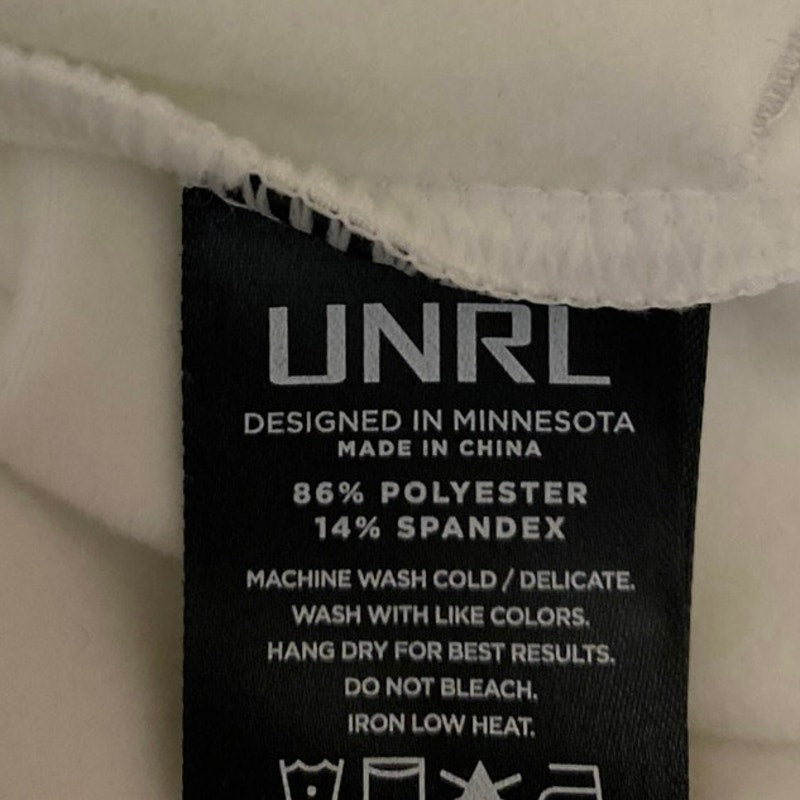 UNRL
DESIGNED IN MINNESOTA
MADE IN CHINA
86% POLYESTER
14% SPANDEX
MACHINE WASH COLD / DELICATE.
WASH WITH LIKE COLORS.
HANG DRY FOR BEST RESULTS.
DO NOT BLEACH.
IRON LOW HEAT.